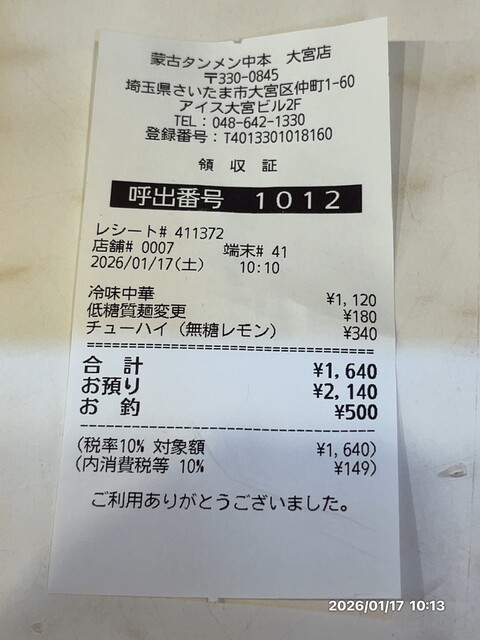 蒙古タンメン中本　大宮店
〒330-0845
埼玉県さいたま市大宮区仲町1-60
アイス大宮ビル2F
TEL：048-642-1330
登録番号：T4013301018160
領　収　証
呼出番号　1012
レシート# 411372
店舗# 0007　端末# 41
2026/01/17(土)　10:10
冷味中華　¥1,120
低糖質麺変更　¥180
チューハイ（無糖レモン）　¥340
合　計　¥1,640
お預り　¥2,140
お　釣　¥500
(税率10% 対象額　¥1,640)
(内消費税等 10%　¥149)
ご利用ありがとうございました。
2026/01/17 10:13